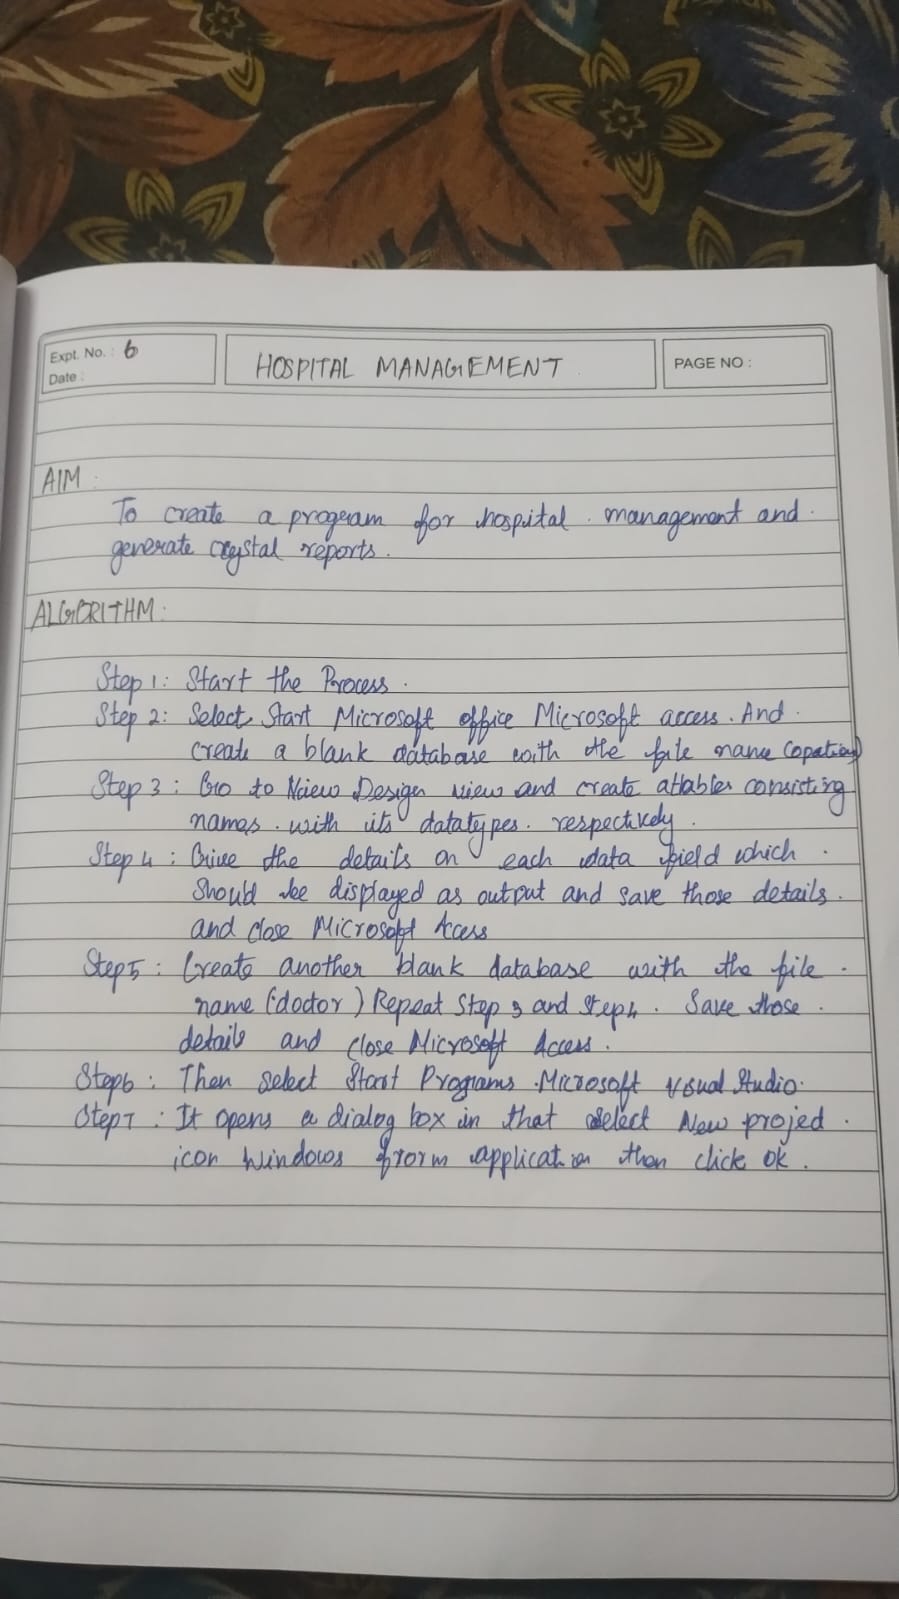 Expt. No. : 6
Date :
HOSPITAL MANAGEMENT
PAGE NO :
AIM :
To create a program for hospital management and
generate crystal reports.
ALGORITHM :
Step 1 : Start the Process.
Step 2 : Select Start Microsoft office Microsoft access. And
create a blank database with the file name (opation)
Step 3 : Go to View Design view and create atlables consisting
names with its datatypes respectively.
Step 4 : Give the details on each data field which
should be displayed as output and save those details
and close Microsoft Access
Step 5 : Create another blank database with the file
name (doctor) Repeat Step 3 and Step 4. Save those
details and close Microsoft Access.
Step 6 : Then select Start Programs Microsoft visual Studio.
Step 7 : It opens a dialog box in that select New projed
icon Windows form application then click ok.